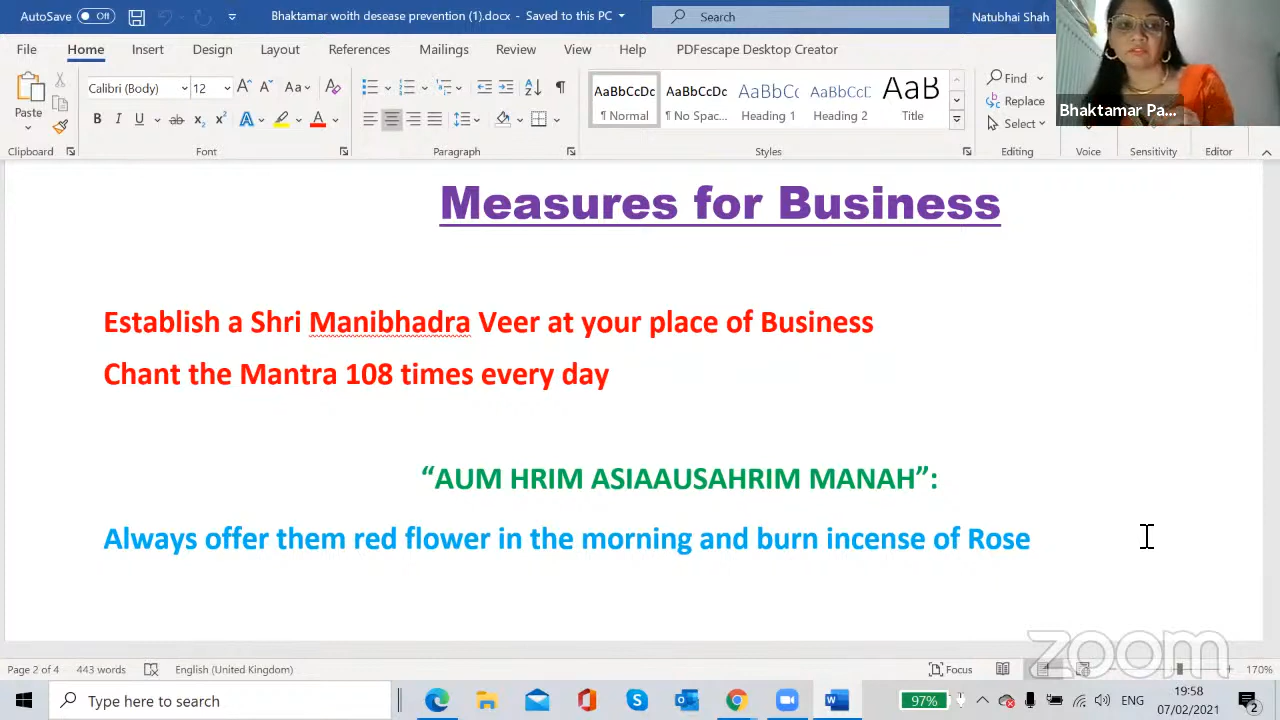 AutoSave Off Bhaktamar woith desease prevention (1).docx - Saved to this PC Search Natubhai Shah
File Home Insert Design Layout References Mailings Review View Help PDFescape Desktop Creator
Calibri (Body) 12 AaBbCcDc AaBbCcDc AaBbCc AaBbCcC AaB Find
Paste Replace
¶ Normal ¶ No Spac... Heading 1 Heading 2 Title Select
Bhaktamar Pa...
Clipboard Font Paragraph Styles Editing Voice Sensitivity Editor
Measures for Business
Establish a Shri Manibhadra Veer at your place of Business
Chant the Mantra 108 times every day
“AUM HRIM ASIAAUSAHRIM MANAH”:
Always offer them red flower in the morning and burn incense of Rose
zoom
Page 2 of 4 443 words English (United Kingdom) Focus 170%
Type here to search 97% ENG 19:58
07/02/2021 2